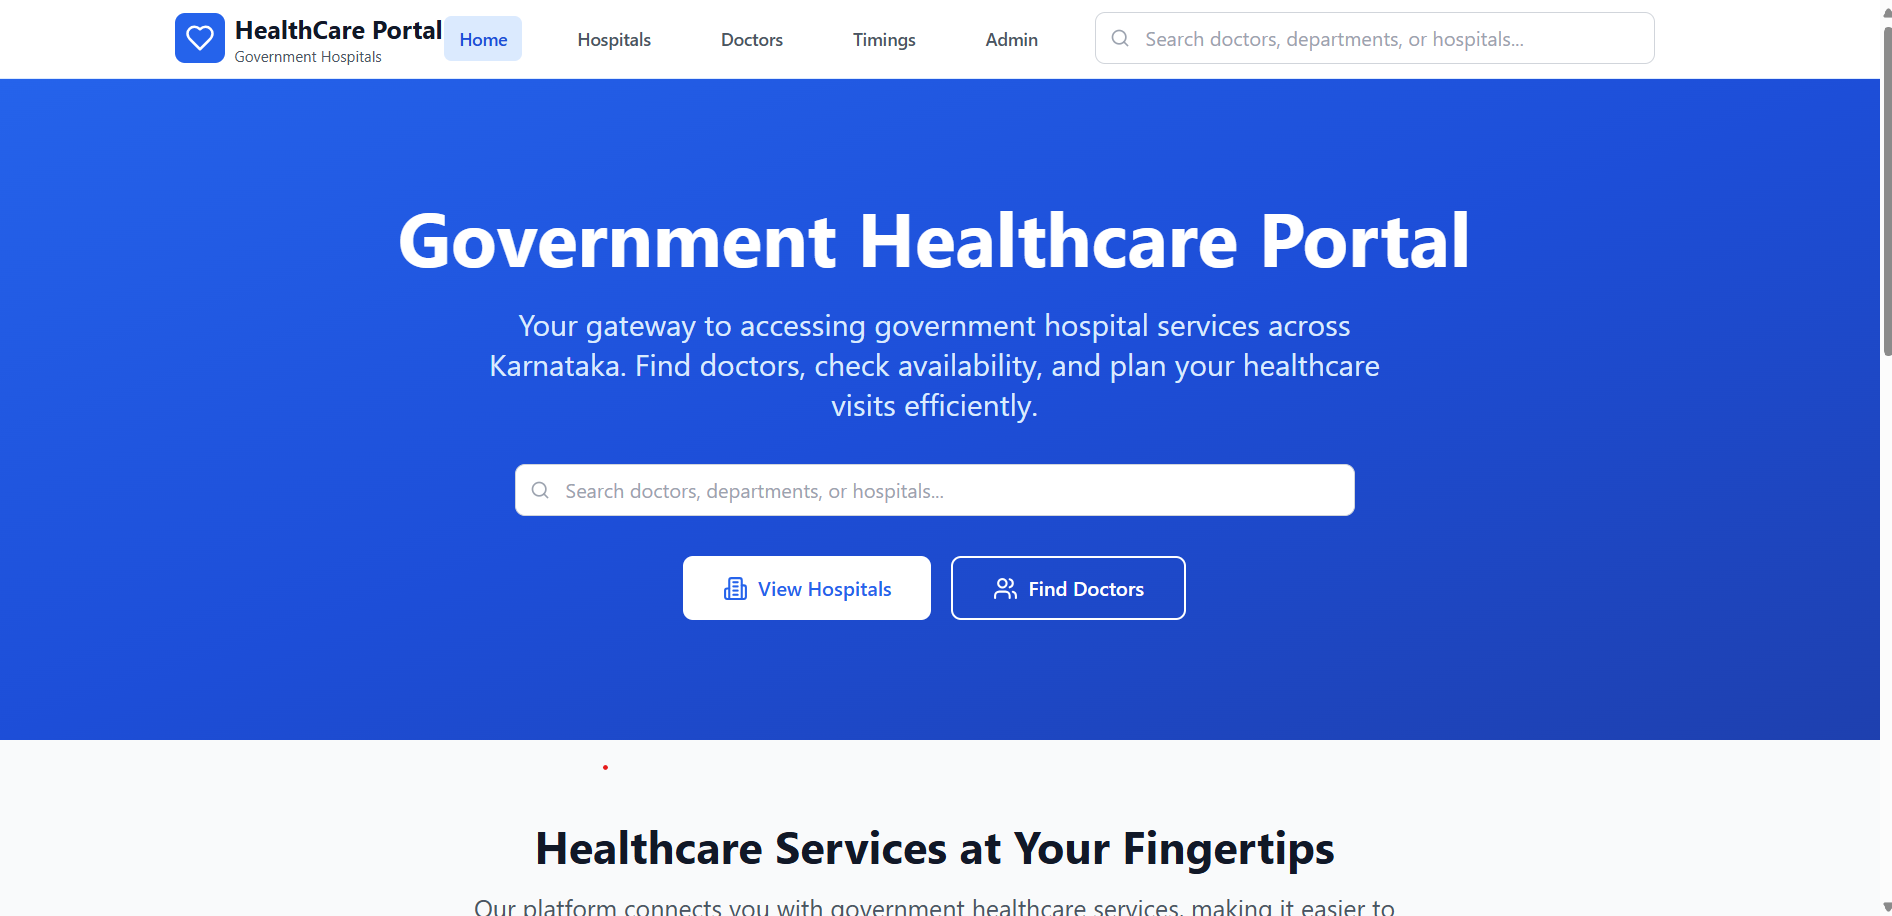 HealthCare Portal
Government Hospitals
Home
Hospitals
Doctors
Timings
Admin
Search doctors, departments, or hospitals...
Government Healthcare Portal
Your gateway to accessing government hospital services across
Karnataka. Find doctors, check availability, and plan your healthcare
visits efficiently.
Search doctors, departments, or hospitals...
View Hospitals
Find Doctors
Healthcare Services at Your Fingertips
Our platform connects you with government healthcare services, making it easier to